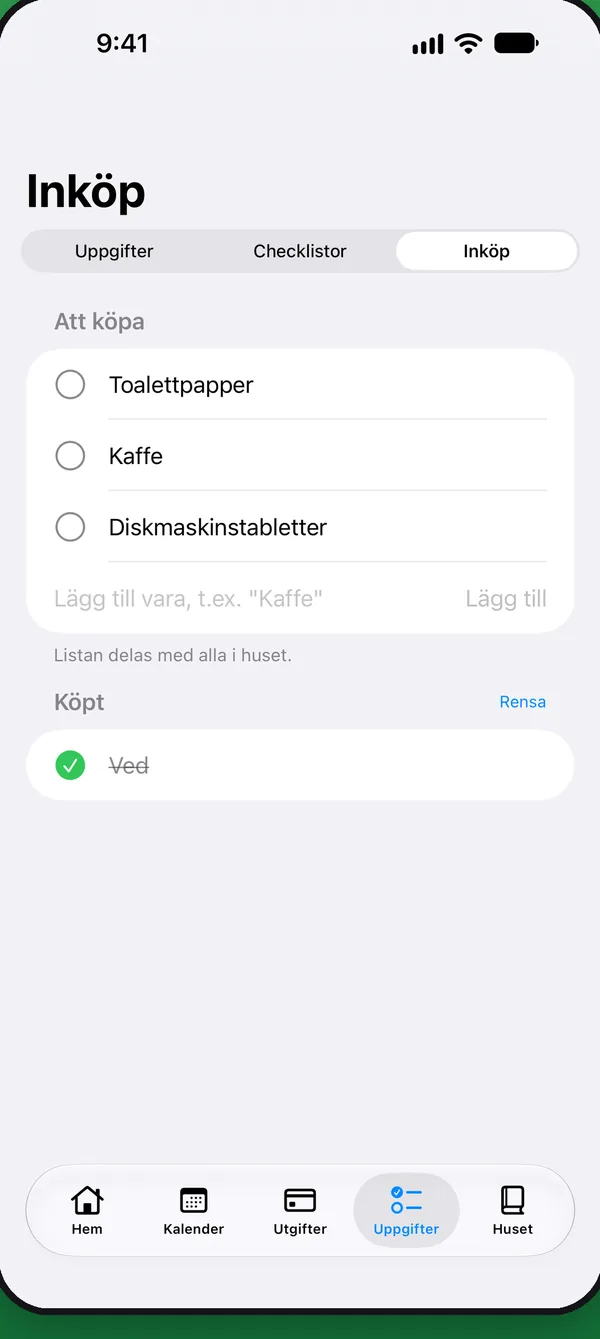 9:41
Inköp
Uppgifter Checklistor Inköp
Att köpa
Toalettpapper
Kaffe
Diskmaskinstabletter
Lägg till vara, t.ex. "Kaffe" Lägg till
Listan delas med alla i huset.
Köpt Rensa
Ved
Hem Kalender Utgifter Uppgifter Huset